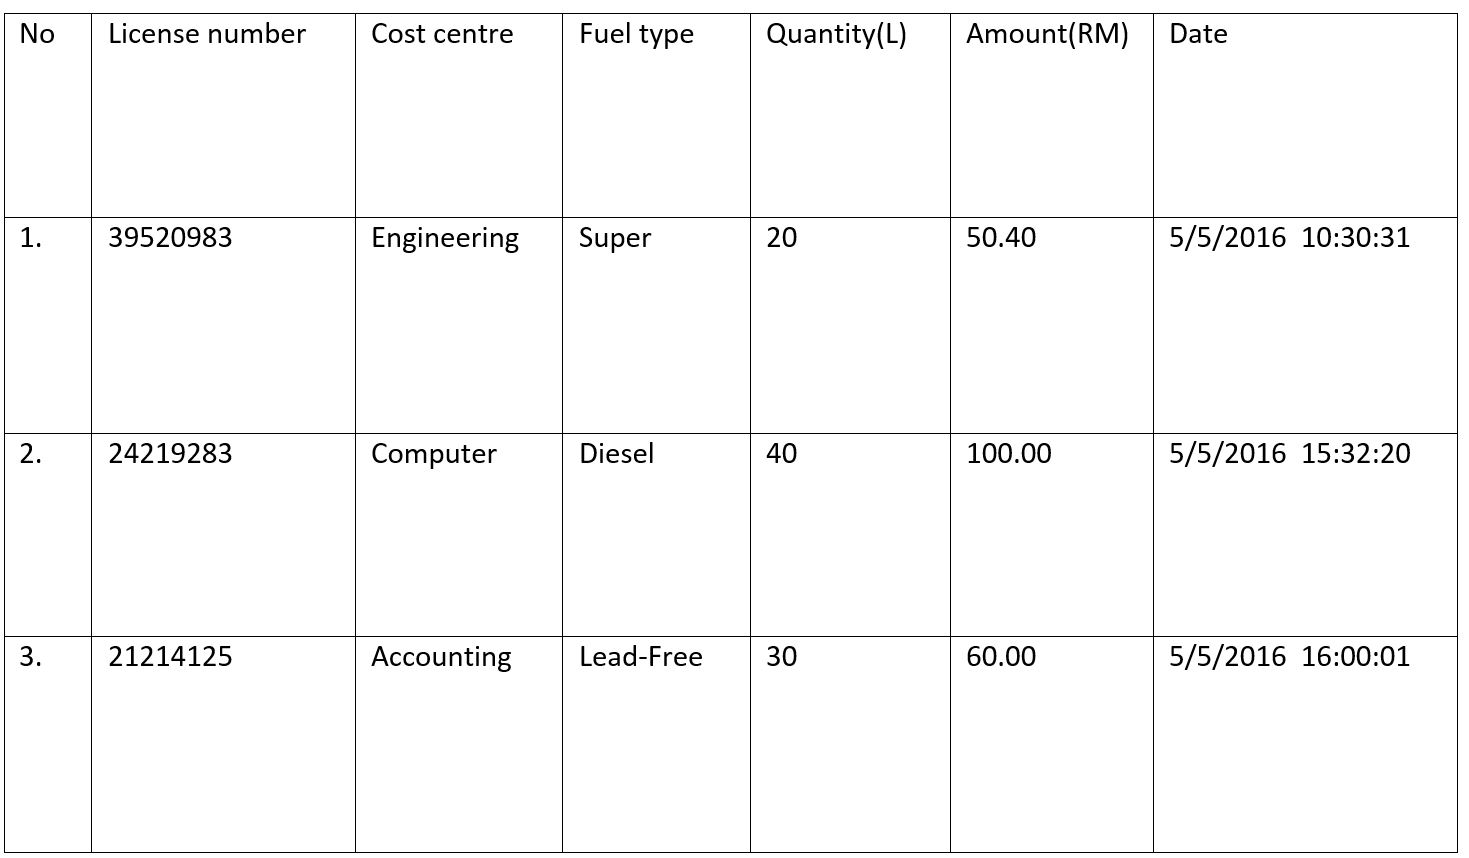 No License number Cost centre Fuel type Quantity(L) Amount(RM) Date
1. 39520983 Engineering Super 20 50.40 5/5/2016 10:30:31
2. 24219283 Computer Diesel 40 100.00 5/5/2016 15:32:20
3. 21214125 Accounting Lead-Free 30 60.00 5/5/2016 16:00:01